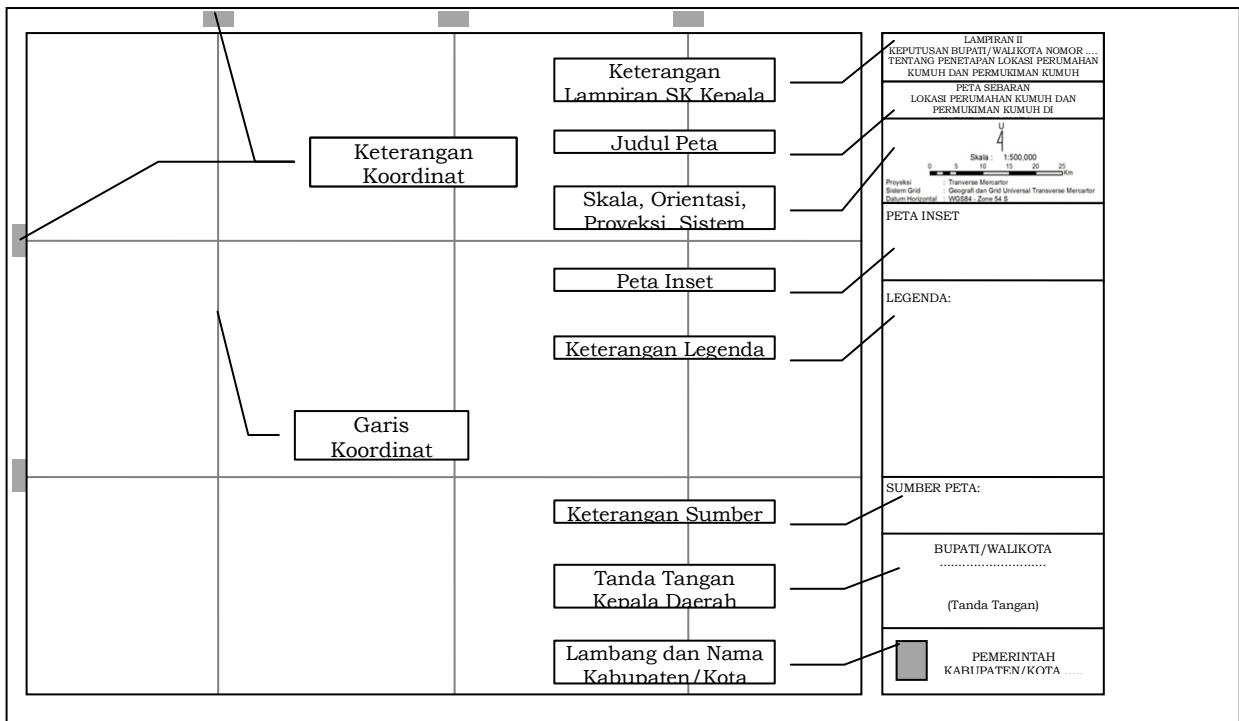 Keterangan
Lampiran SK Kepala
Judul Peta
Keterangan
Koordinat
Skala, Orientasi,
Proyeksi, Sistem
Peta Inset
Keterangan Legenda
Garis
Koordinat
Keterangan Sumber
Tanda Tangan
Kepala Daerah
Lambang dan Nama
Kabupaten/Kota
LAMPIRAN II
KEPUTUSAN BUPATI/WALIKOTA NOMOR ....
TENTANG PENETAPAN LOKASI PERUMAHAN
KUMUH DAN PERMUKIMAN KUMUH
PETA SEBARAN
LOKASI PERUMAHAN KUMUH DAN
PERMUKIMAN KUMUH DI
U
Skala : 1:500,000
0 5 10 15 20 25
Km
Proyeksi : Tranverse Mercartor
Sistem Grid : Geografi dan Grid Universal Transverse Mercartor
Datum Horizontal : WGS84 - Zone 54 S
PETA INSET
LEGENDA:
SUMBER PETA:
BUPATI/WALIKOTA
............................
(Tanda Tangan)
PEMERINTAH
KABUPATEN/KOTA .....